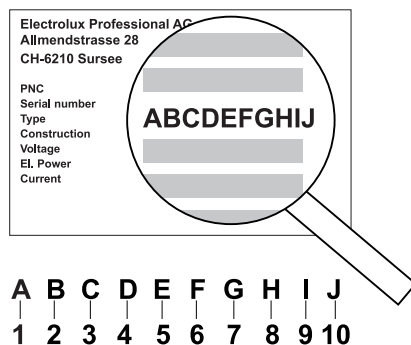 Electrolux Professional AG
Allmendstrasse 28
CH-6210 Sursee
PNC
Serial number
Type
Construction
Voltage
El. Power
Current
ABCDEFGHIJ
A B C D E F G H I J
1 2 3 4 5 6 7 8 9 10